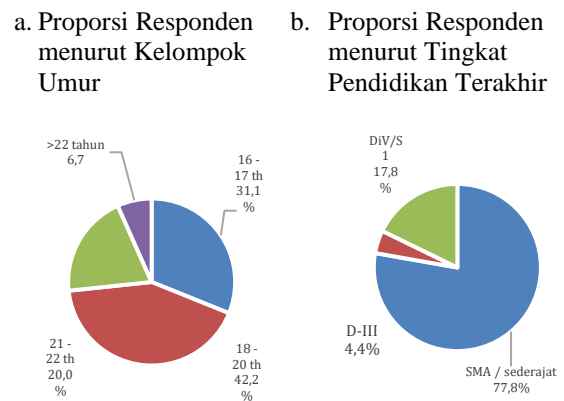 a. Proporsi Responden
menurut Kelompok
Umur
b. Proporsi Responden
menurut Tingkat
Pendidikan Terakhir
>22 tahun
6,7
16 -
17 th
31,1
%
21 -
22 th
20,0
%
18 -
20 th
42,2
%
DiV/S
1
17,8
%
D-III
4,4%
SMA / sederajat
77,8%